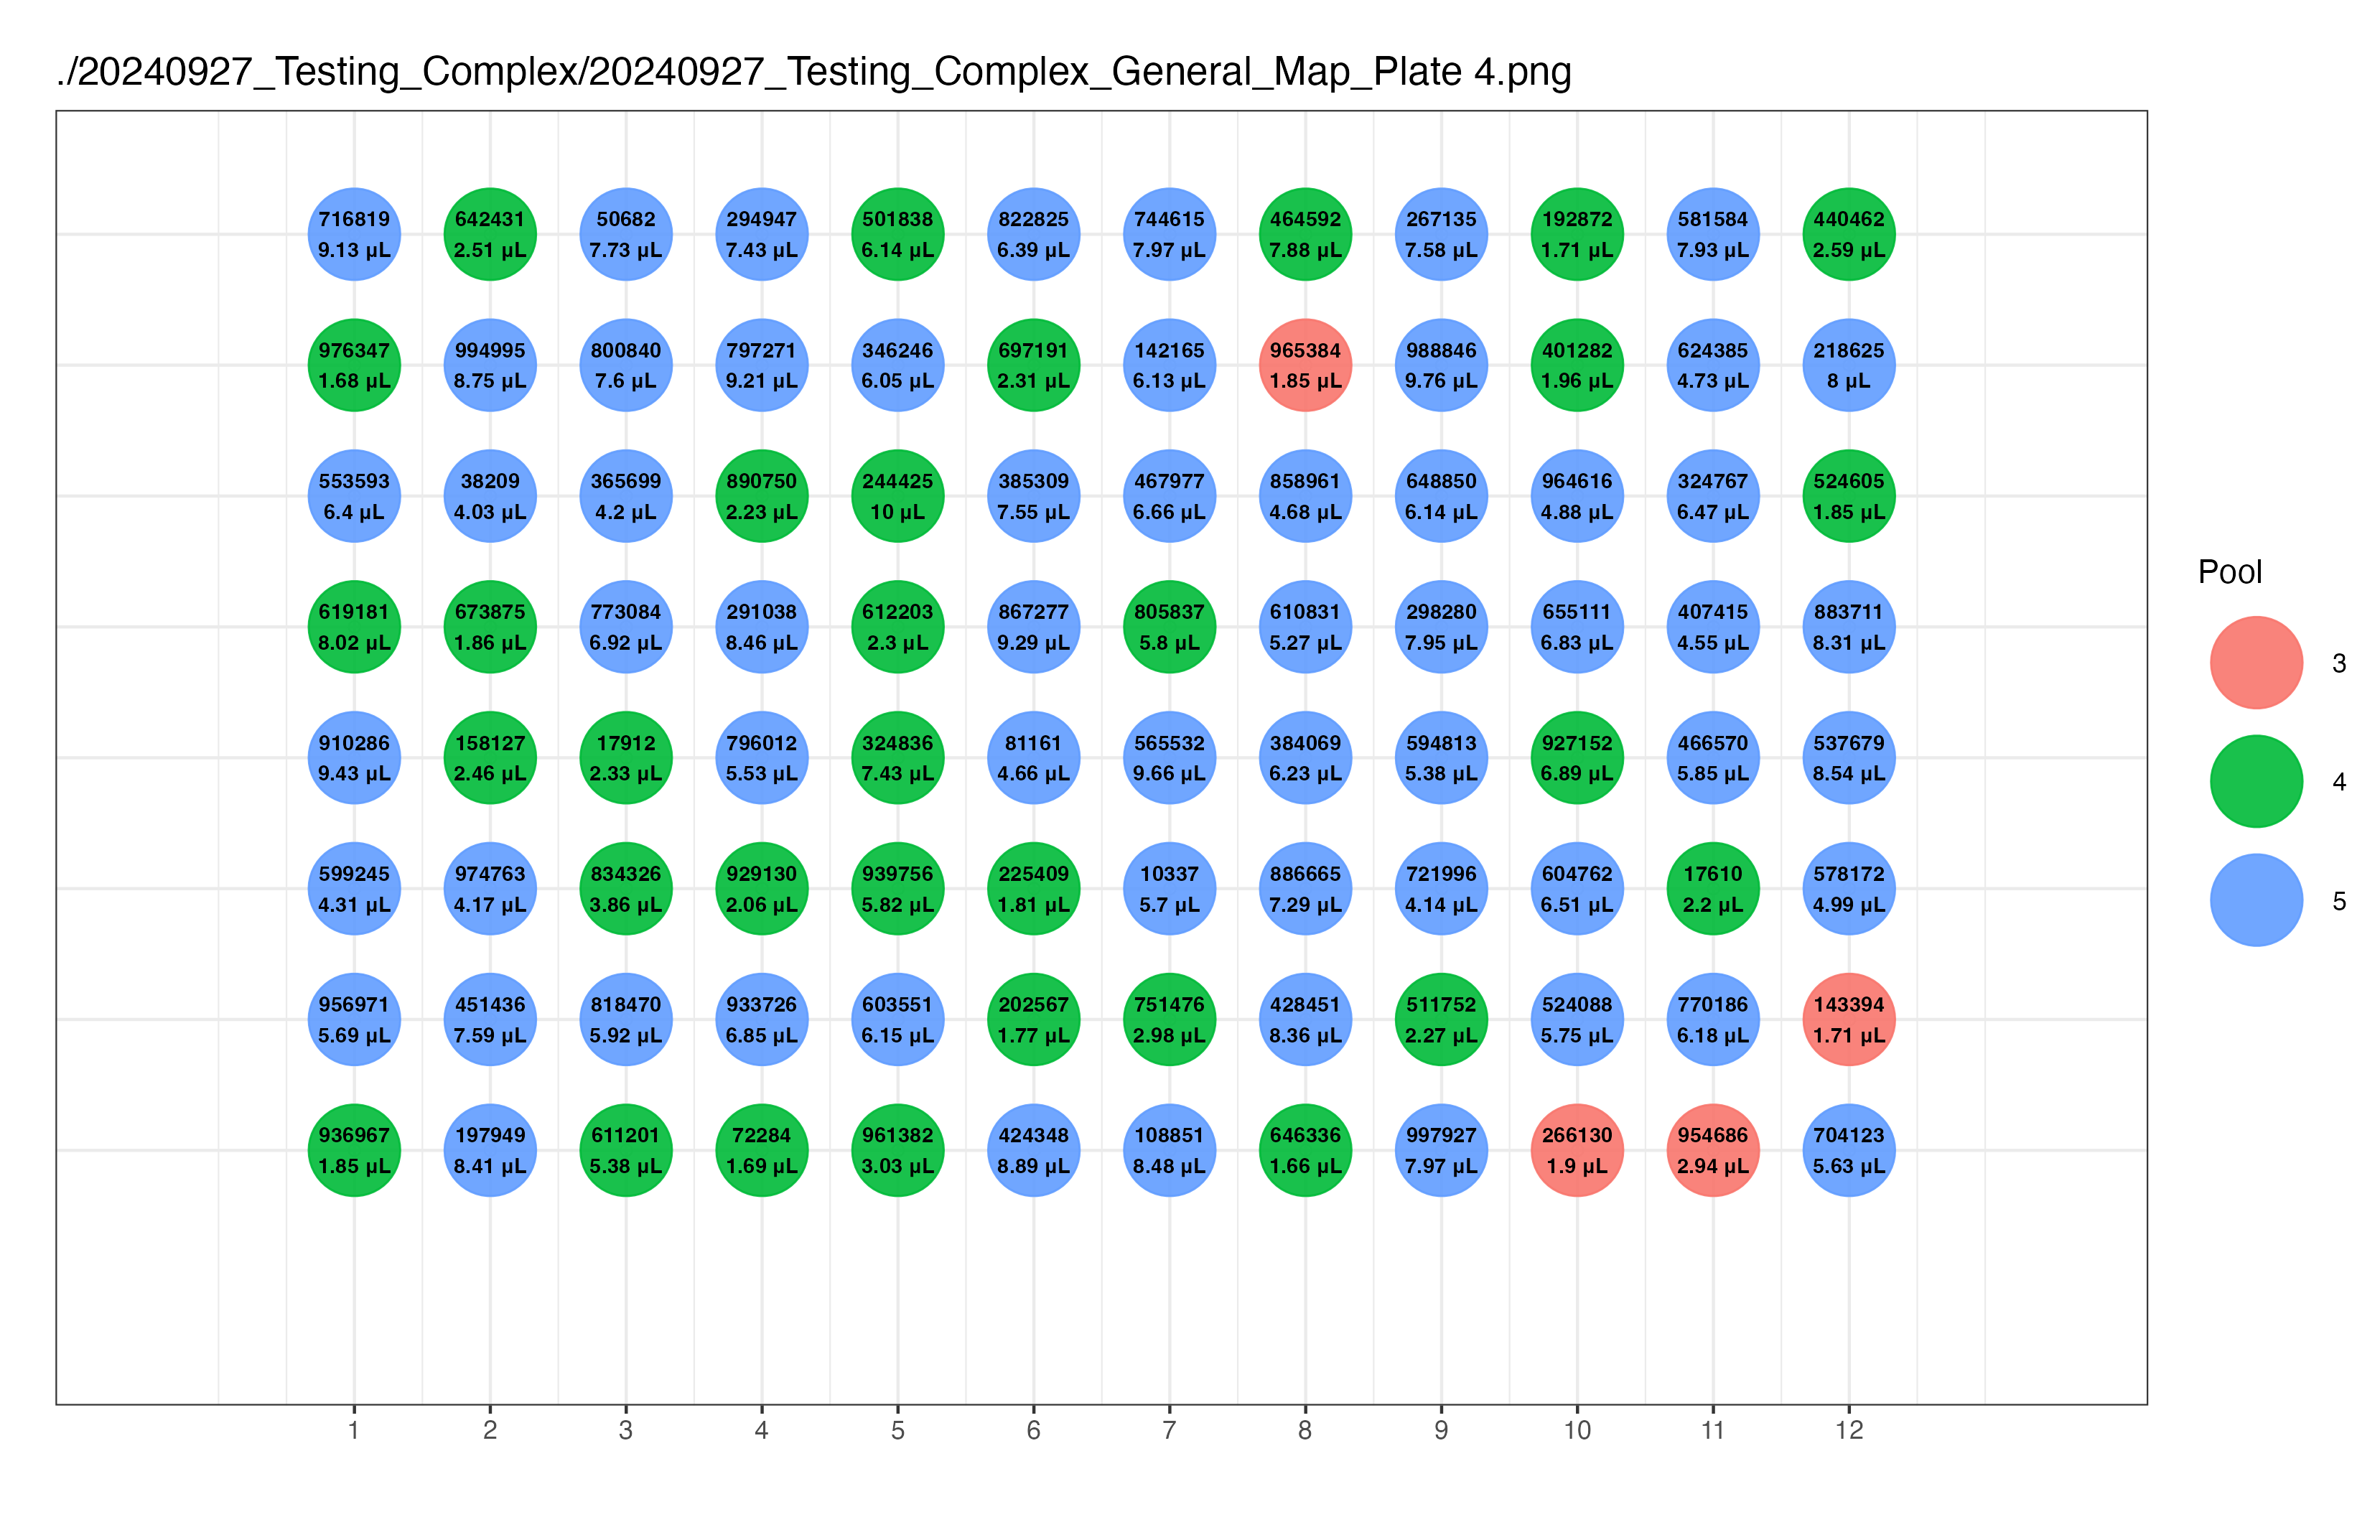 ./20240927_Testing_Complex/20240927_Testing_Complex_General_Map_Plate 4.png
716819 642431 50682 294947 501838 822825 744615 464592 267135 192872 581584 440462
9.13 µL 2.51 µL 7.73 µL 7.43 µL 6.14 µL 6.39 µL 7.97 µL 7.88 µL 7.58 µL 1.71 µL 7.93 µL 2.59 µL
976347 994995 800840 797271 346246 697191 142165 965384 988846 401282 624385 218625
1.68 µL 8.75 µL 7.6 µL 9.21 µL 6.05 µL 2.31 µL 6.13 µL 1.85 µL 9.76 µL 1.96 µL 4.73 µL 8 µL
553593 38209 365699 890750 244425 385309 467977 858961 648850 964616 324767 524605
6.4 µL 4.03 µL 4.2 µL 2.23 µL 10 µL 7.55 µL 6.66 µL 4.68 µL 6.14 µL 4.88 µL 6.47 µL 1.85 µL
619181 673875 773084 291038 612203 867277 805837 610831 298280 655111 407415 883711
8.02 µL 1.86 µL 6.92 µL 8.46 µL 2.3 µL 9.29 µL 5.8 µL 5.27 µL 7.95 µL 6.83 µL 4.55 µL 8.31 µL
910286 158127 17912 796012 324836 81161 565532 384069 594813 927152 466570 537679
9.43 µL 2.46 µL 2.33 µL 5.53 µL 7.43 µL 4.66 µL 9.66 µL 6.23 µL 5.38 µL 6.89 µL 5.85 µL 8.54 µL
599245 974763 834326 929130 939756 225409 10337 886665 721996 604762 17610 578172
4.31 µL 4.17 µL 3.86 µL 2.06 µL 5.82 µL 1.81 µL 5.7 µL 7.29 µL 4.14 µL 6.51 µL 2.2 µL 4.99 µL
956971 451436 818470 933726 603551 202567 751476 428451 511752 524088 770186 143394
5.69 µL 7.59 µL 5.92 µL 6.85 µL 6.15 µL 1.77 µL 2.98 µL 8.36 µL 2.27 µL 5.75 µL 6.18 µL 1.71 µL
936967 197949 611201 72284 961382 424348 108851 646336 997927 266130 954686 704123
1.85 µL 8.41 µL 5.38 µL 1.69 µL 3.03 µL 8.89 µL 8.48 µL 1.66 µL 7.97 µL 1.9 µL 2.94 µL 5.63 µL
1 2 3 4 5 6 7 8 9 10 11 12
Pool
3
4
5